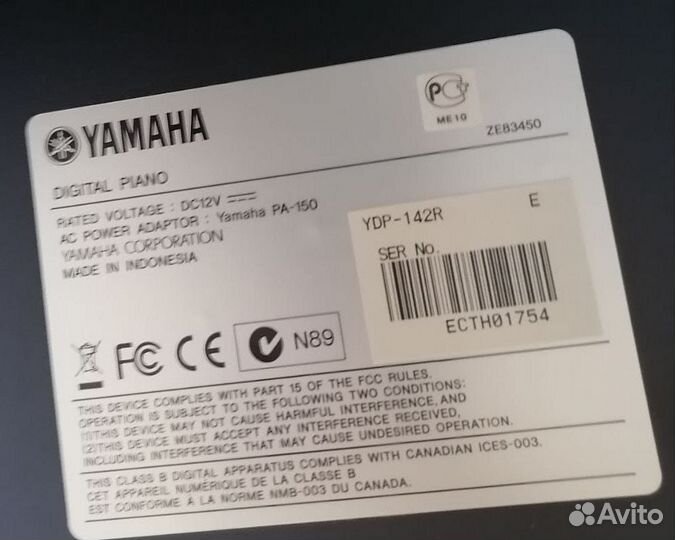 YAMAHA
РС
ME10
ZE83450
DIGITAL PIANO
RATED VOLTAGE : DC12V
AC POWER ADAPTOR : Yamaha PA-150
YAMAHA CORPORATION
MADE IN INDONESIA
YDP-142R E
SER No.
ECTH01754
FC CE N89
THIS DEVICE COMPLIES WITH PART 15 OF THE FCC RULES.
OPERATION IS SUBJECT TO THE FOLLOWING TWO CONDITIONS:
(1)THIS DEVICE MAY NOT CAUSE HARMFUL INTERFERENCE, AND
(2)THIS DEVICE MUST ACCEPT ANY INTERFERENCE RECEIVED,
INCLUDING INTERFERENCE THAT MAY CAUSE UNDESIRED OPERATION.
THIS CLASS B DIGITAL APPARATUS COMPLIES WITH CANADIAN ICES-003.
CET APPAREIL NUMÉRIQUE DE LA CLASSE B
EST CONFORME A LA NORME NMB-003 DU CANADA.
Avito